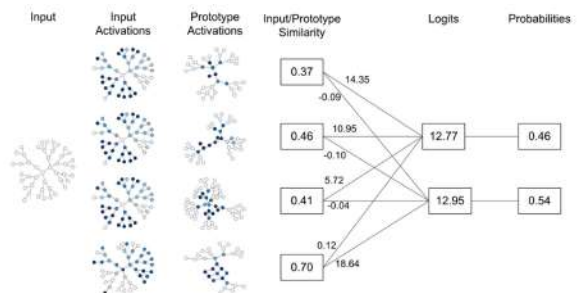 Input
Input
Activations
Prototype
Activations
Input/Prototype
Similarity
Logits
Probabilities
0.37
14.35
-0.09
0.46
10.95
-0.10
12.77
0.46
5.72
0.41
-0.04
12.95
0.54
0.12
0.70
18.64